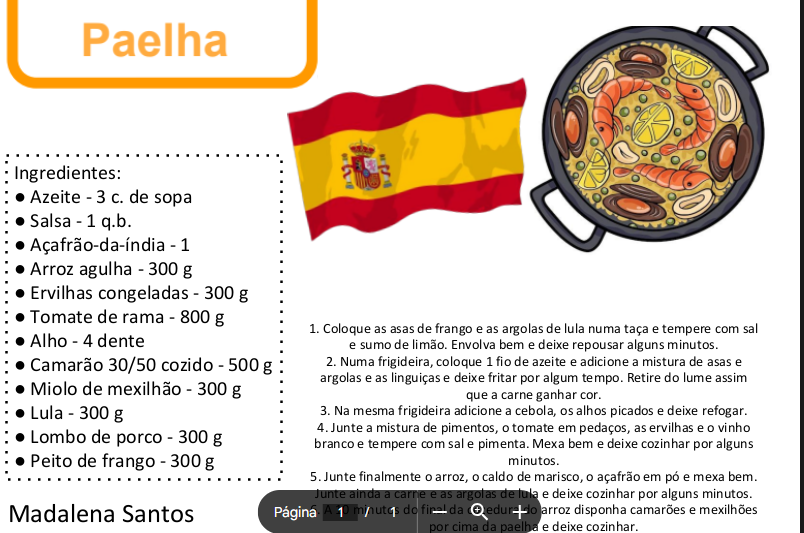 Paelha
Ingredientes:
● Azeite - 3 c. de sopa
● Salsa - 1 q.b.
● Açafrão-da-índia - 1
● Arroz agulha - 300 g
● Ervilhas congeladas - 300 g
● Tomate de rama - 800 g
● Alho - 4 dente
● Camarão 30/50 cozido - 500 g
● Miolo de mexilhão - 300 g
● Lula - 300 g
● Lombo de porco - 300 g
● Peito de frango - 300 g
Madalena Santos
1. Coloque as asas de frango e as argolas de lula numa taça e tempere com sal
e sumo de limão. Envolva bem e deixe repousar alguns minutos.
2. Numa frigideira, coloque 1 fio de azeite e adicione a mistura de asas e
argolas e as linguiças e deixe fritar por algum tempo. Retire do lume assim
que a carne ganhar cor.
3. Na mesma frigideira adicione a cebola, os alhos picados e deixe refogar.
4. Junte a mistura de pimentos, o tomate em pedaços, as ervilhas e o vinho
branco e tempere com sal e pimenta. Mexa bem e deixe cozinhar por alguns
minutos.
5. Junte finalmente o arroz, o caldo de marisco, o açafrão em pó e mexa bem.
Junte ainda a carne e as argolas de lula e deixe cozinhar por alguns minutos.
6. A 10 minutos do final da cozedura do arroz disponha camarões e mexilhões
por cima da paelha e deixe cozinhar.
Página 1 / 1